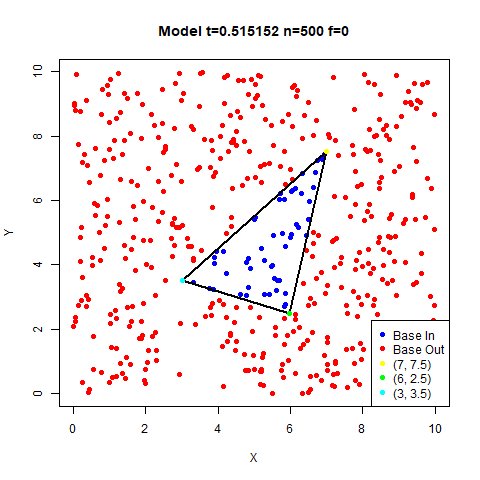 Model t=0.515152 n=500 f=0
10
8
6
4
2
0
Y
Base In
Base Out
(7, 7.5)
(6, 2.5)
(3, 3.5)
0 2 4 6 8 10
X